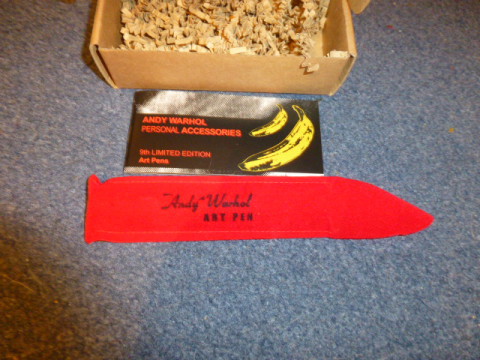 ANDY WARHOL
PERSONAL ACCESSORIES
9th LIMITED EDITION
Art Pens
"Andy" Warhol
ART PEN